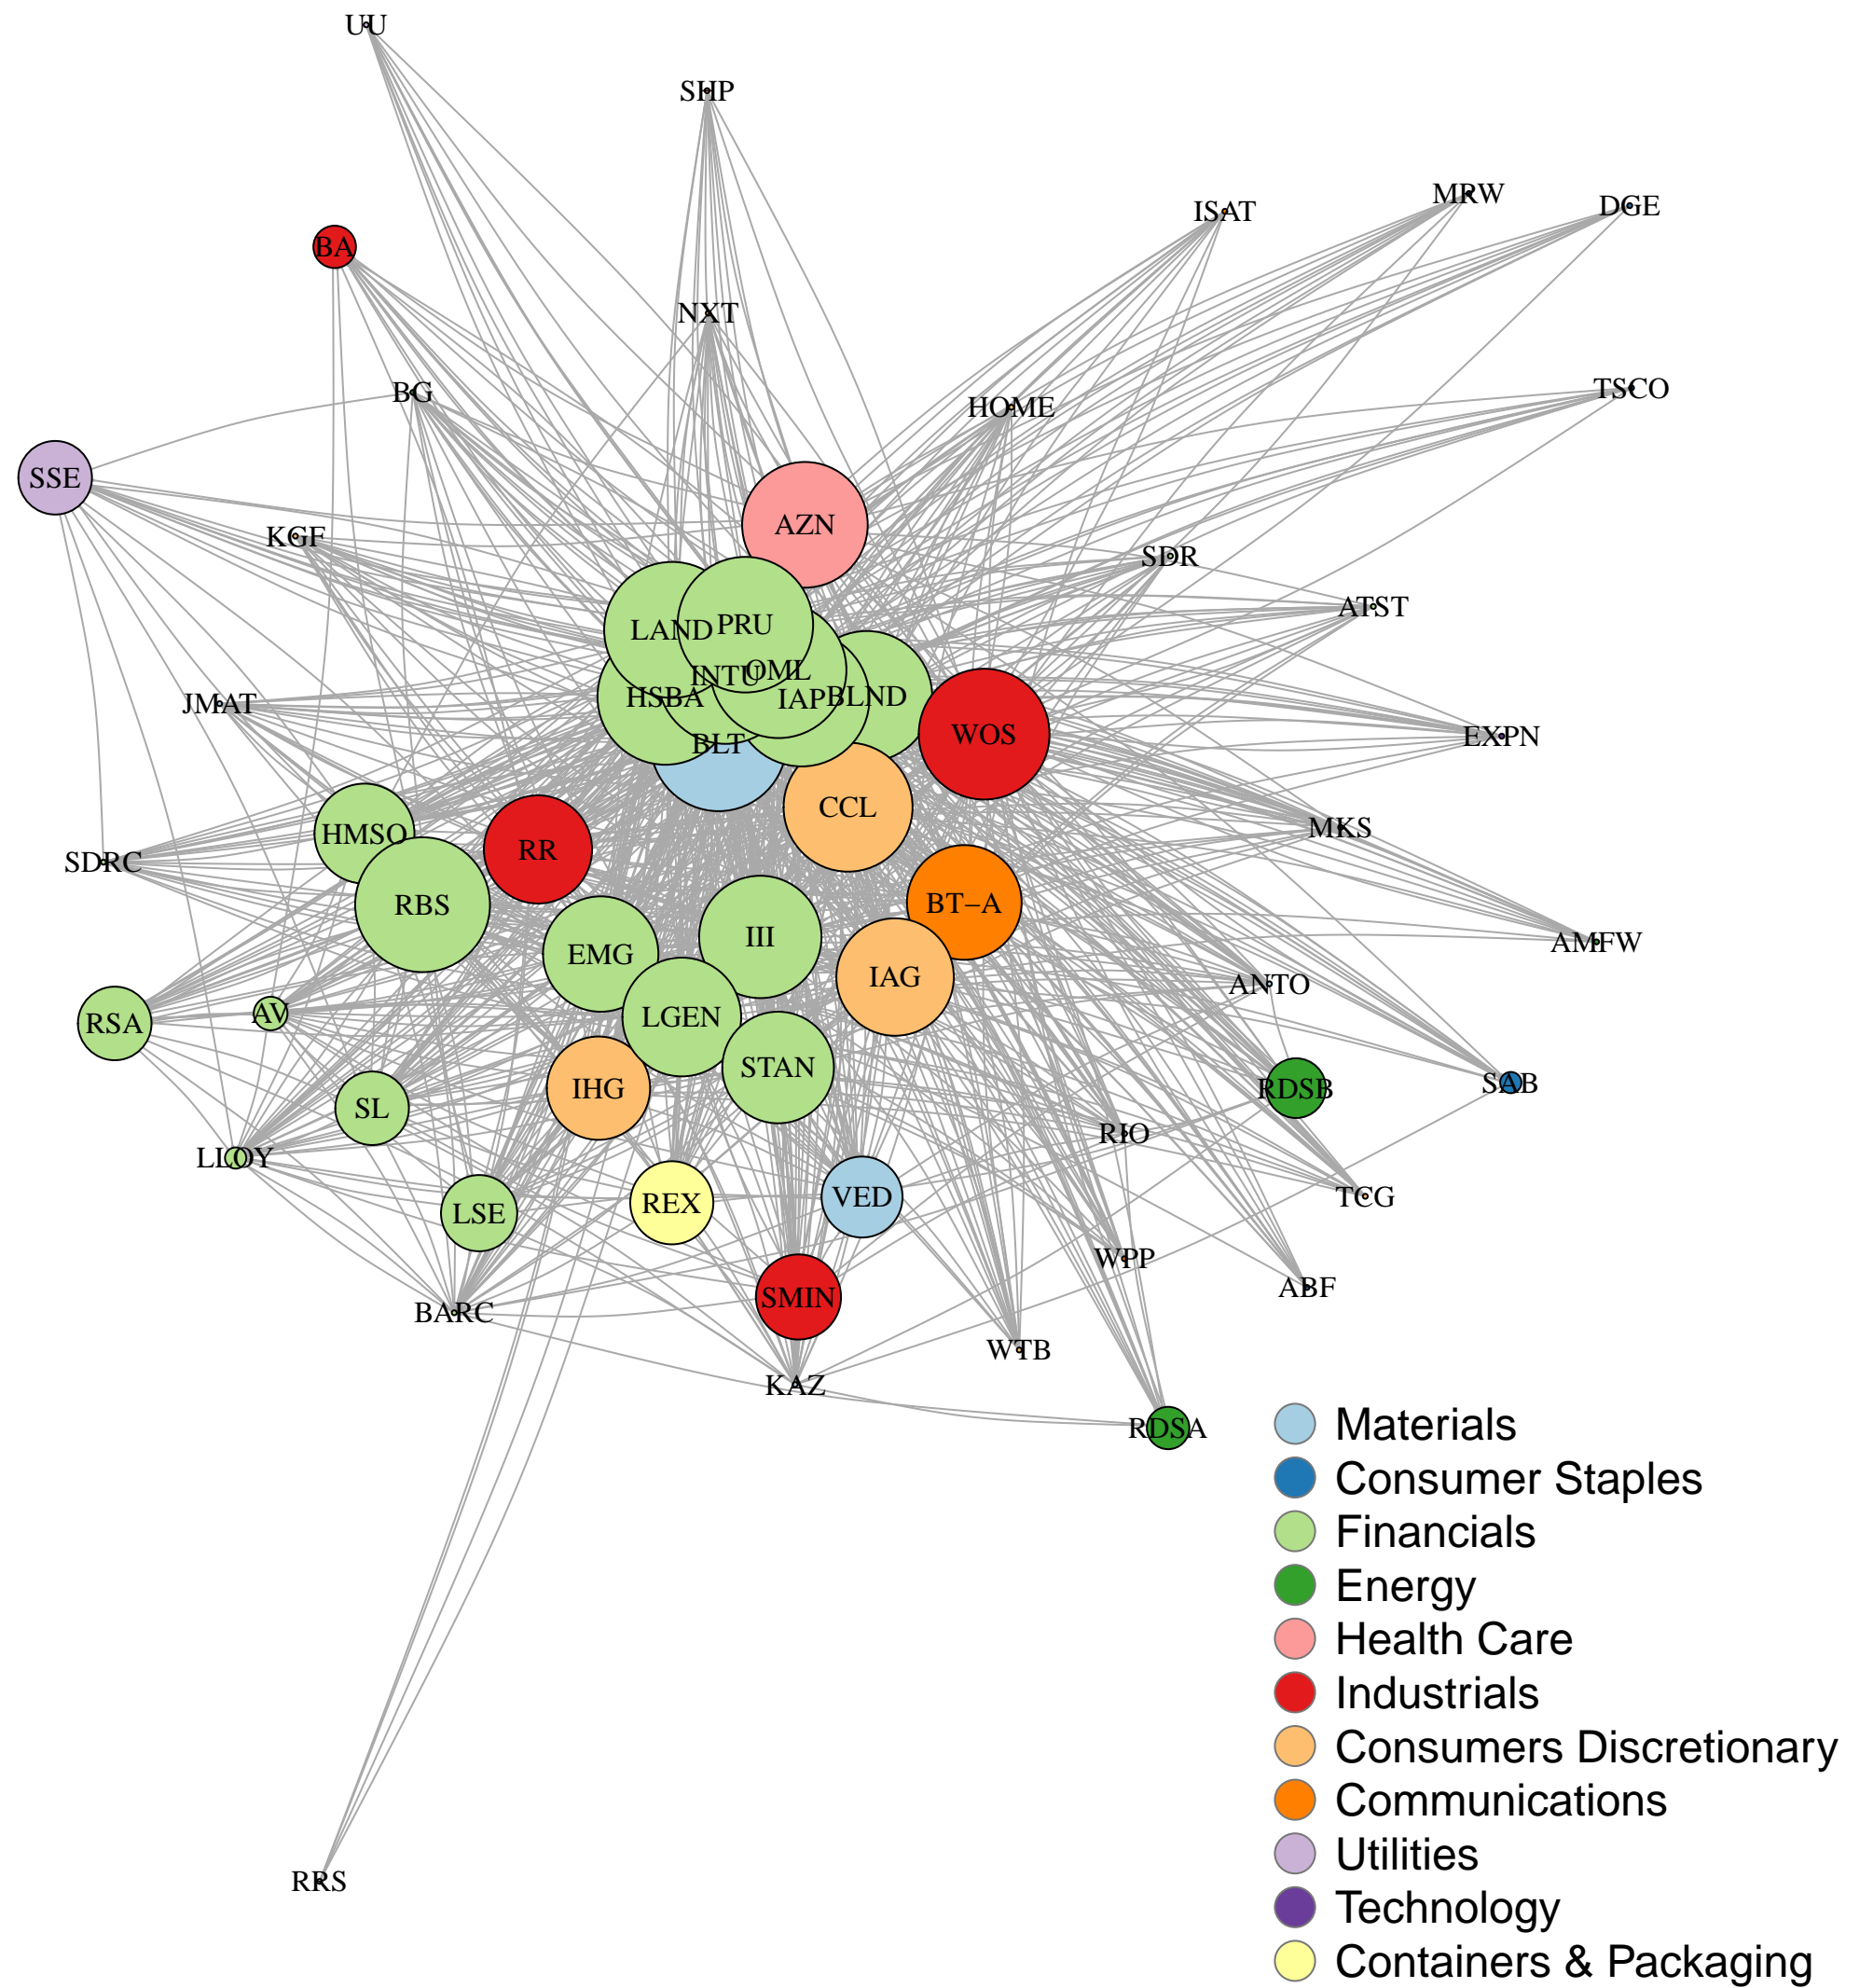 UU
SHP
MRW
DGE
ISAT
BA
NXT
BG
TSCO
HOME
SSE
AZN
KGF
SDR
ATST
LAND
PRU
INTU
OML
HSBA
IAP
BLND
JMAT
BLT
WOS
EXPN
CCL
MKS
HMSO
RR
SDRC
RBS
BT–A
III
AMFW
EMG
IAG
ANTO
RSA
AV
LGEN
STAN
SAB
IHG
RDSB
SL
RIO
LLOY
TCG
REX
VED
LSE
WPP
ABF
SMIN
BARC
WTB
KAZ
RDSA
RRS
Materials
Consumer Staples
Financials
Energy
Health Care
Industrials
Consumers Discretionary
Communications
Utilities
Technology
Containers & Packaging